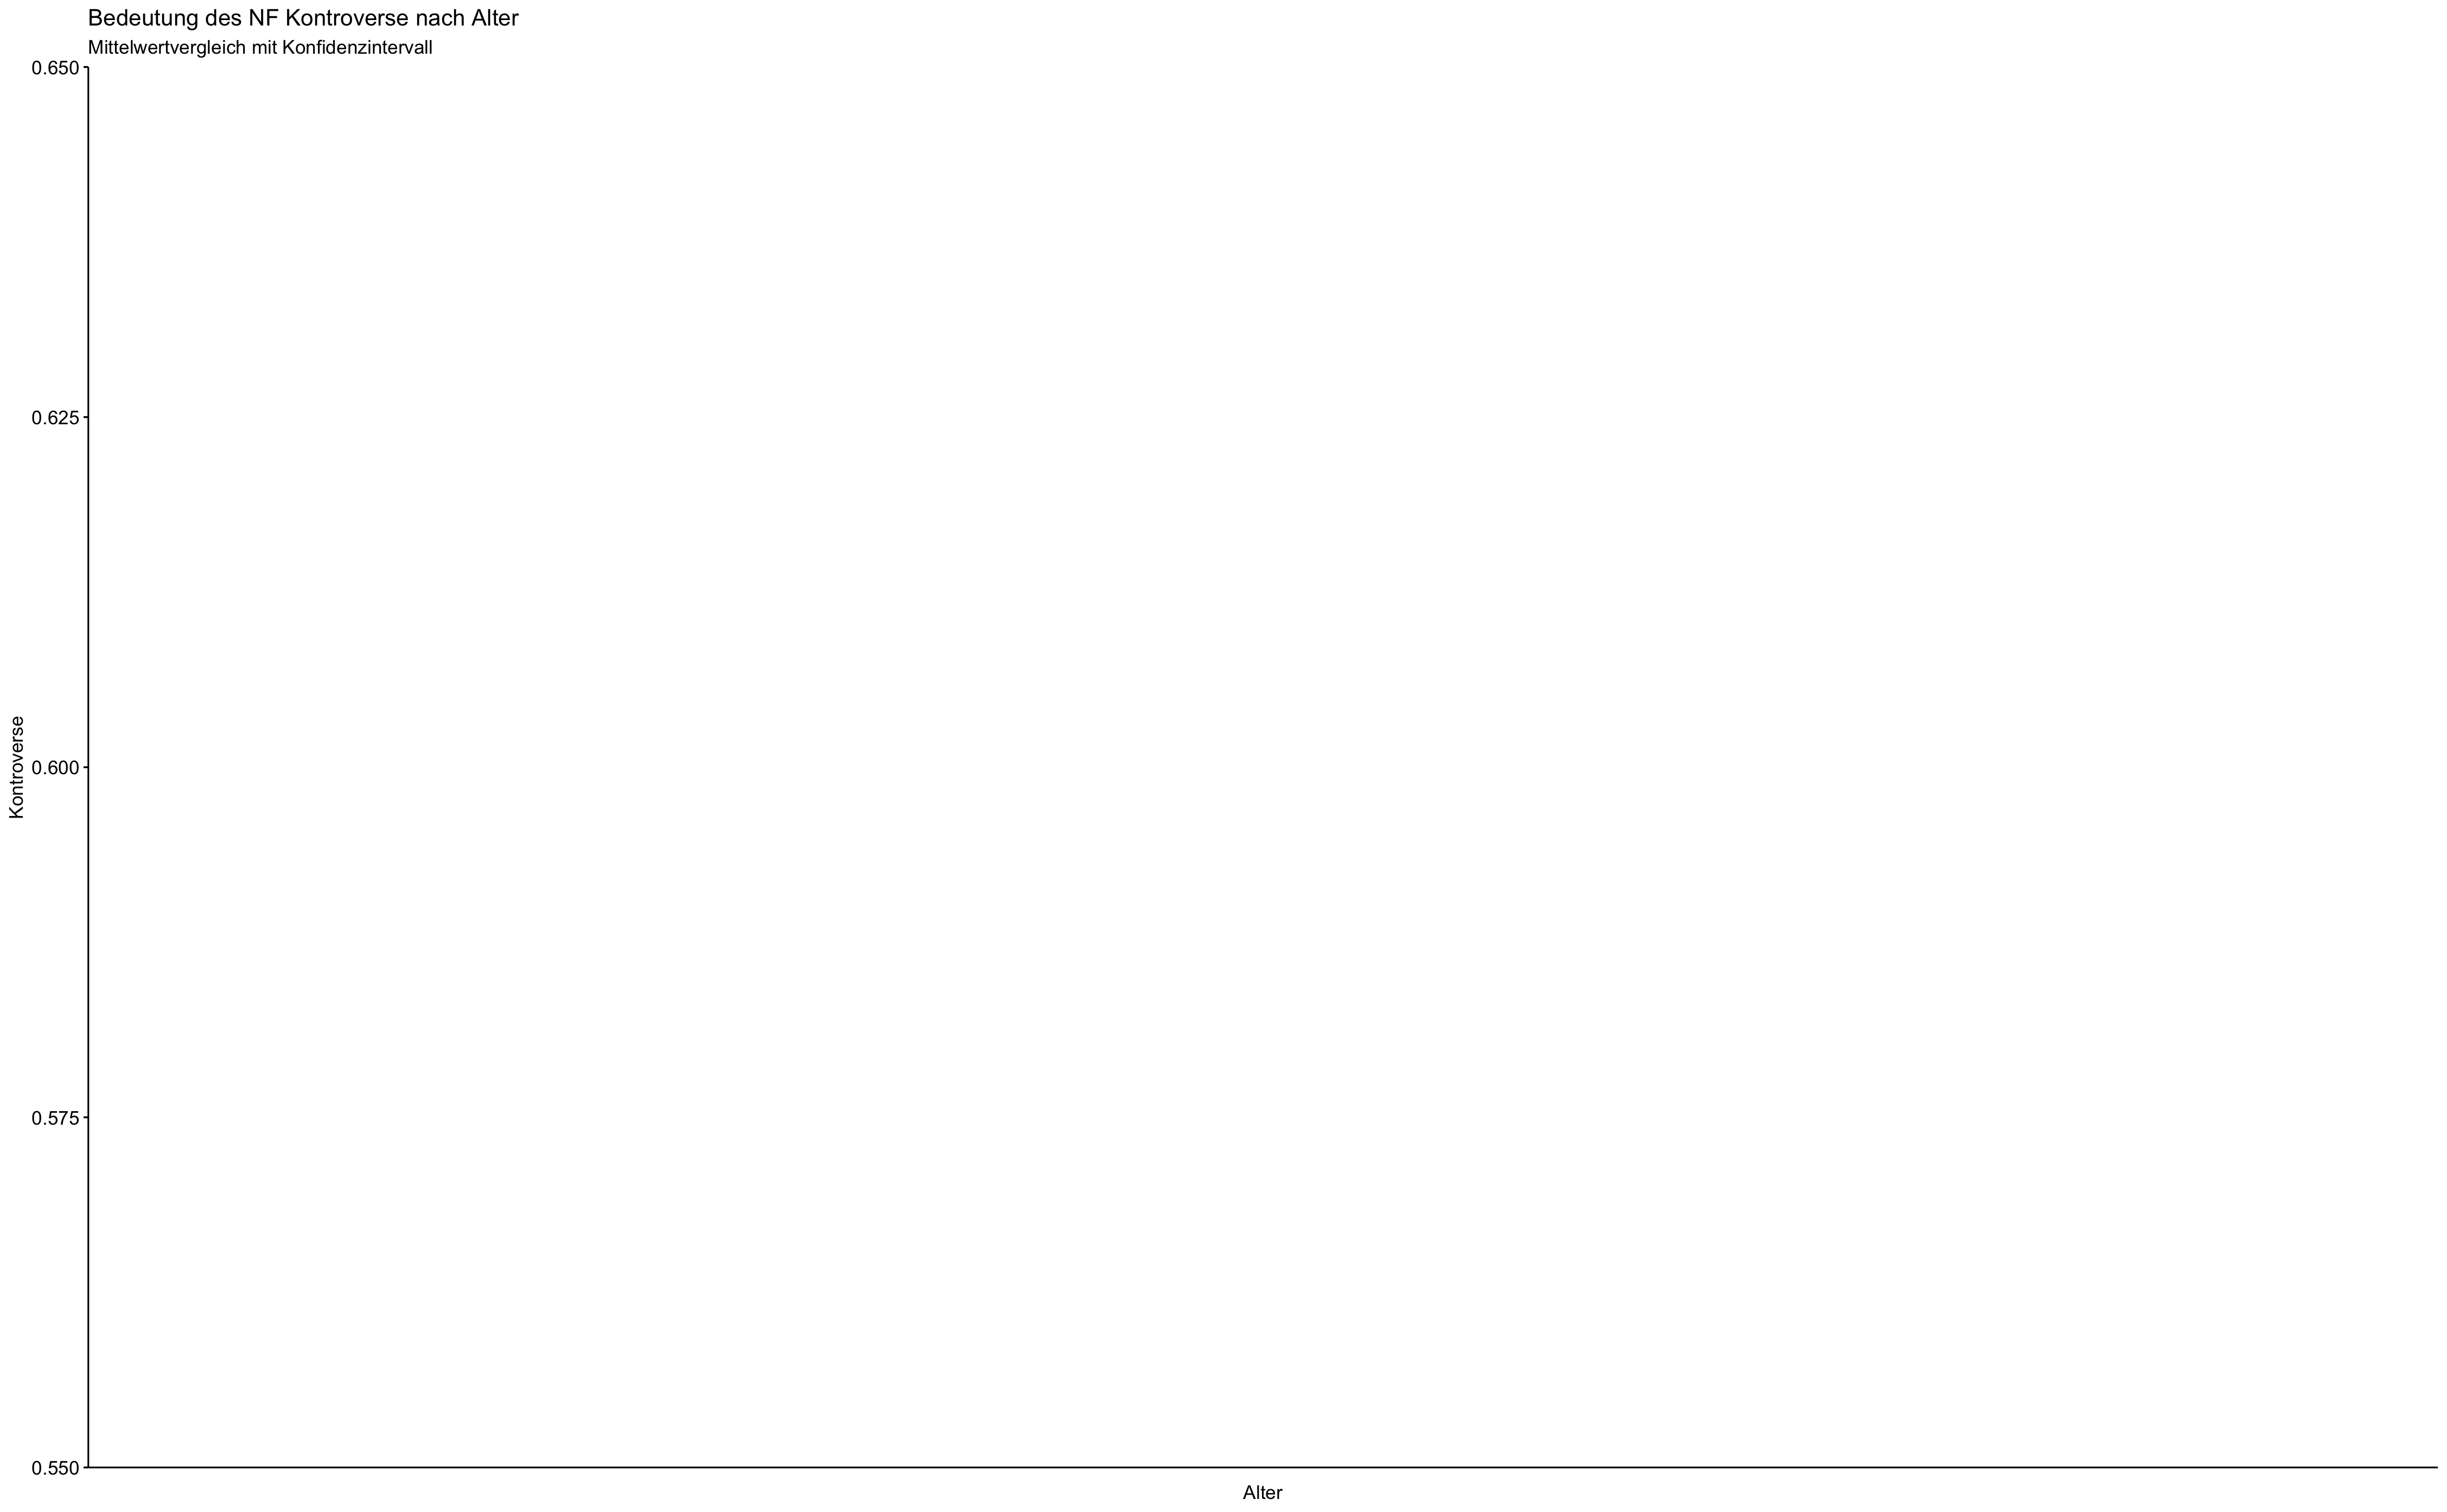 Bedeutung des NF Kontroverse nach Alter
Mittelwertvergleich mit Konfidenzintervall
0.650
0.625
0.600
0.575
0.550
Kontroverse
Alter